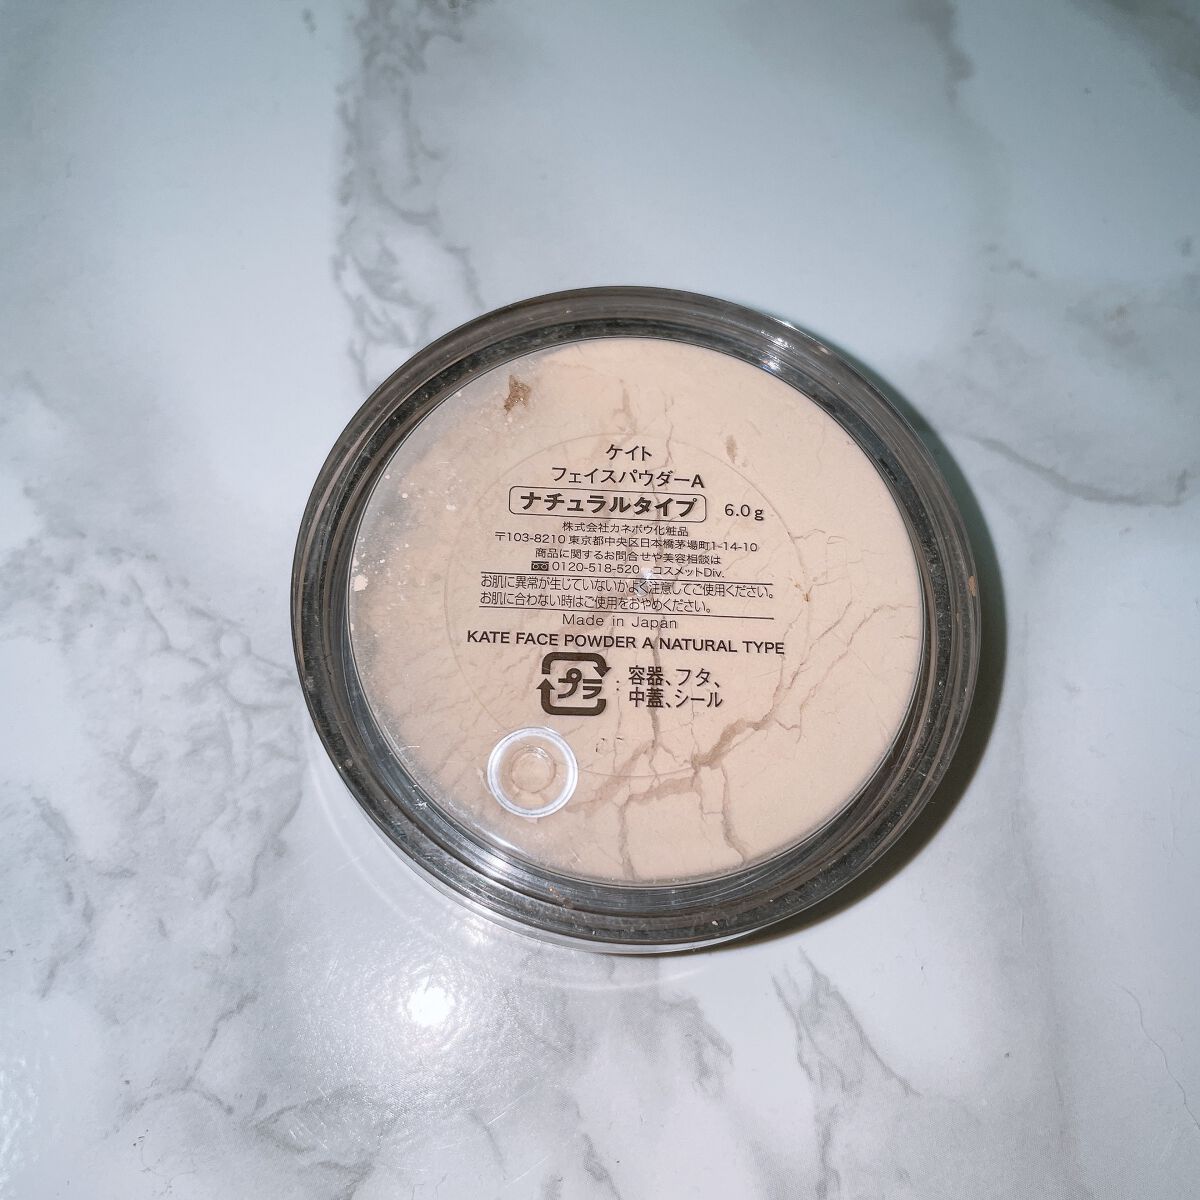 ケイト
フェイスパウダーA
ナチュラルタイプ 6.0g
株式会社カネボウ化粧品
〒103-8210 東京都中央区日本橋茅場町1-14-10
商品に関するお問合せや美容相談は
0120-518-520 コスメットDiv.
お肌に異常が生じていないかよく注意してご使用ください。
お肌に合わない時はご使用をおやめください。
Made in Japan
KATE FACE POWDER A NATURAL TYPE
プラ : 容器、フタ、
中蓋、シール